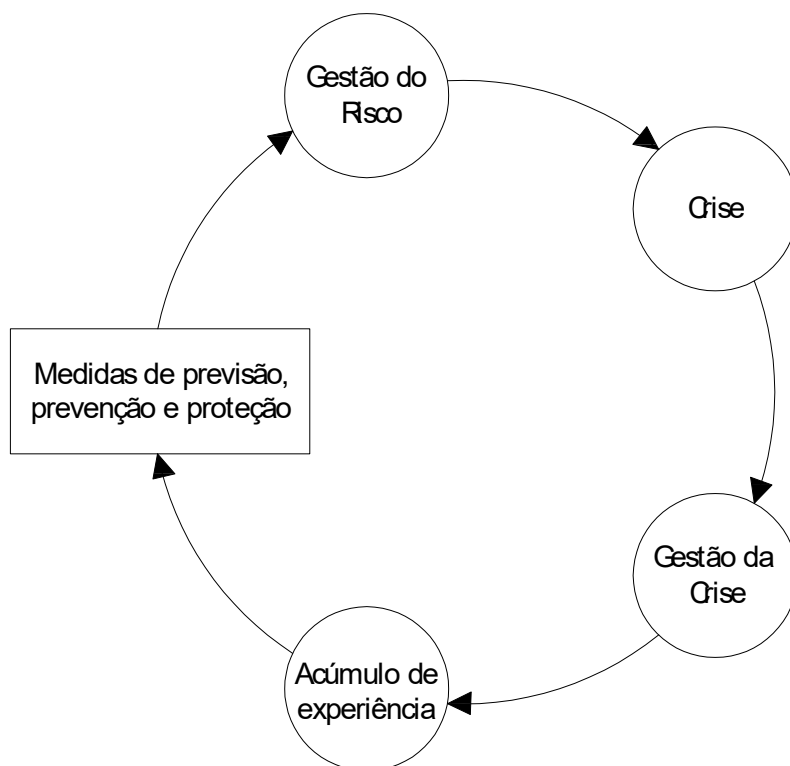 Gestão do
Risco
Crise
Medidas de previsão,
prevenção e proteção
Gestão da
Crise
Acúmulo de
experiência